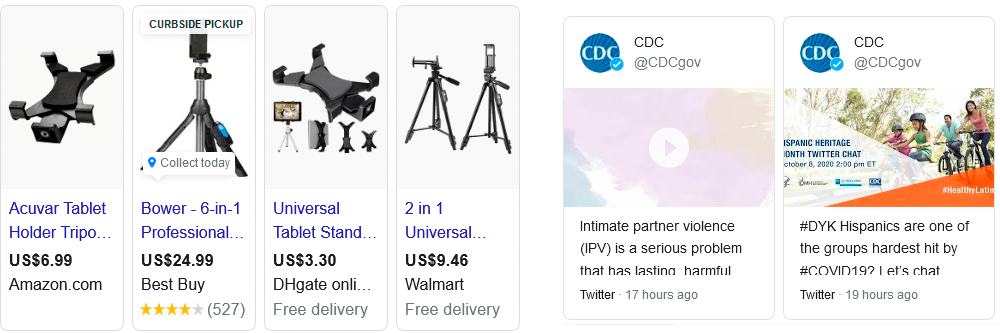 CURBSIDE PICKUP
Collect today
Acuvar Tablet
Holder Tripo...
US$6.99
Amazon.com
Bower - 6-in-1
Professional...
US$24.99
Best Buy
(527)
Universal
Tablet Stand...
US$3.30
DHgate onli...
Free delivery
2 in 1
Universal...
US$9.46
Walmart
Free delivery
CDC
CDC
@CDCgov
Intimate partner violence
(IPV) is a serious problem
that has lasting, harmful
Twitter · 17 hours ago
CDC
CDC
@CDCgov
HISPANIC HERITAGE
MONTH TWITTER CHAT
October 8, 2020 2:00 pm ET
CDC
#HealthyLatin
#DYK Hispanics are one of
the groups hardest hit by
#COVID19? Let's chat
Twitter · 19 hours ago